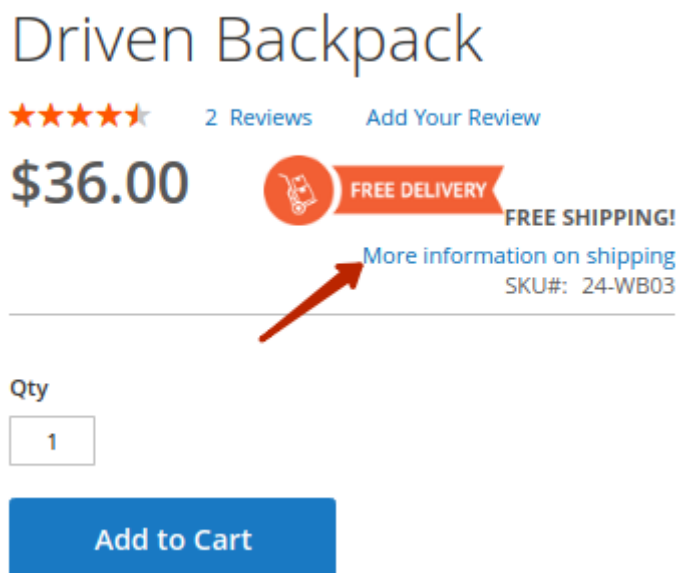 Driven Backpack
2 Reviews Add Your Review
$36.00
FREE DELIVERY
FREE SHIPPING!
More information on shipping
SKU#: 24-WB03
Qty
1
Add to Cart